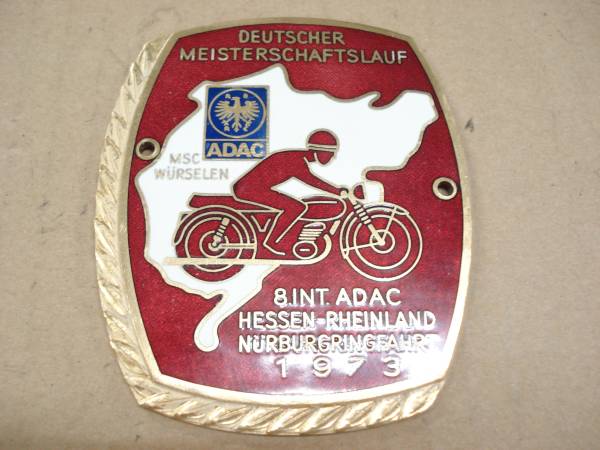 DEUTSCHER
MEISTERSCHAFTSLAUF
ADAC
MSC
WÜRSELEN
8.INT. ADAC
HESSEN-RHEINLAND
NÜRBURGRINGFAHRT
1973